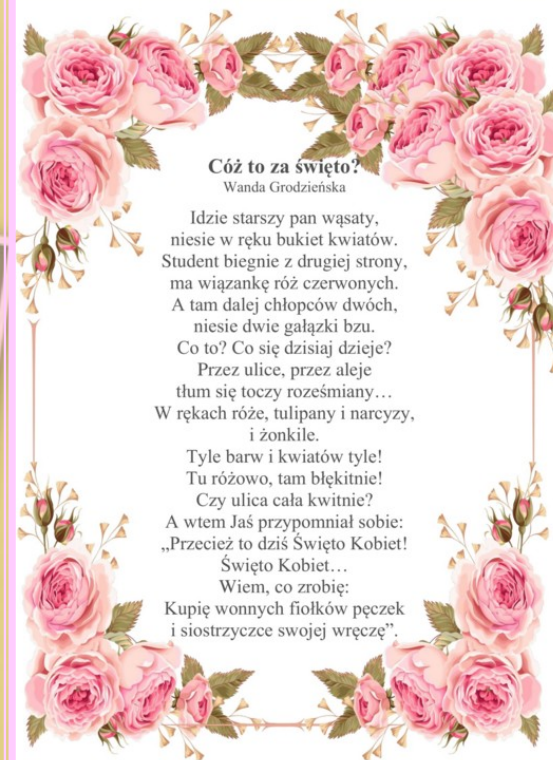 Cóż to za święto?
Wanda Grodzieńska
Idzie starszy pan wąsaty,
niesie w ręku bukiet kwiatów.
Student biegnie z drugiej strony,
ma wiązankę róż czerwonych.
A tam dalej chłopców dwóch,
niesie dwie gałązki bzu.
Co to? Co się dzisiaj dzieje?
Przez ulice, przez aleje
tłum się toczy roześmiany…
W rękach róże, tulipany i narcyzy,
i żonkile.
Tyle barw i kwiatów tyle!
Tu różowo, tam błękitnie!
Czy ulica cała kwitnie?
A wtem Jaś przypomniał sobie:
„Przecież to dziś Święto Kobiet!
Święto Kobiet…
Wiem, co zrobię:
Kupię wonnych fiołków pęczek
i siostrzyczce swojej wręczę”.